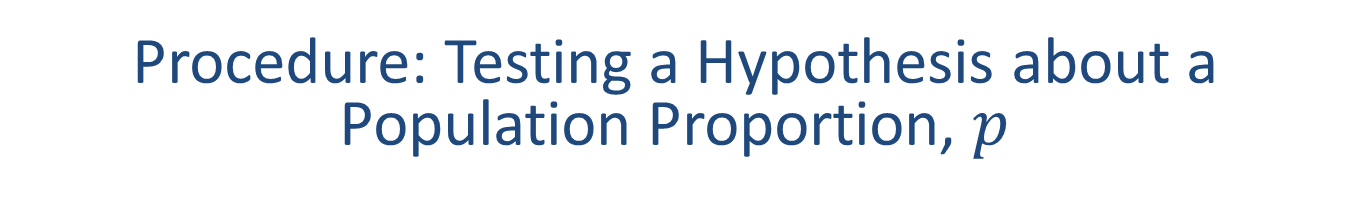 Procedure: Testing a Hypothesis about a
Population Proportion, 𝑝